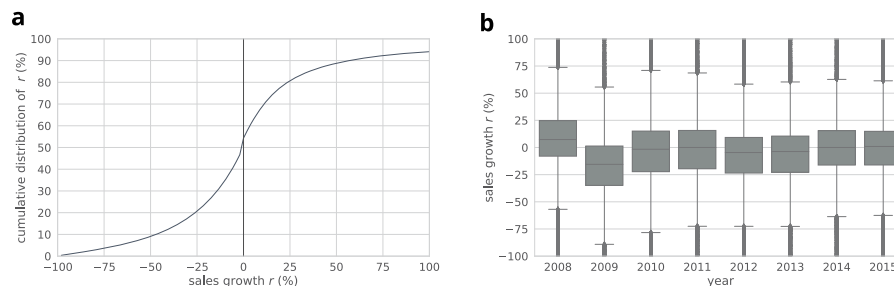 a
100
90
80
70
60
50
40
30
20
10
0
cumulative distribution of r (%)
−100 −75 −50 −25 0 25 50 75 100
sales growth r (%)
b
100
75
50
25
0
−25
−50
−75
−100
sales growth r (%)
2008 2009 2010 2011 2012 2013 2014 2015
year